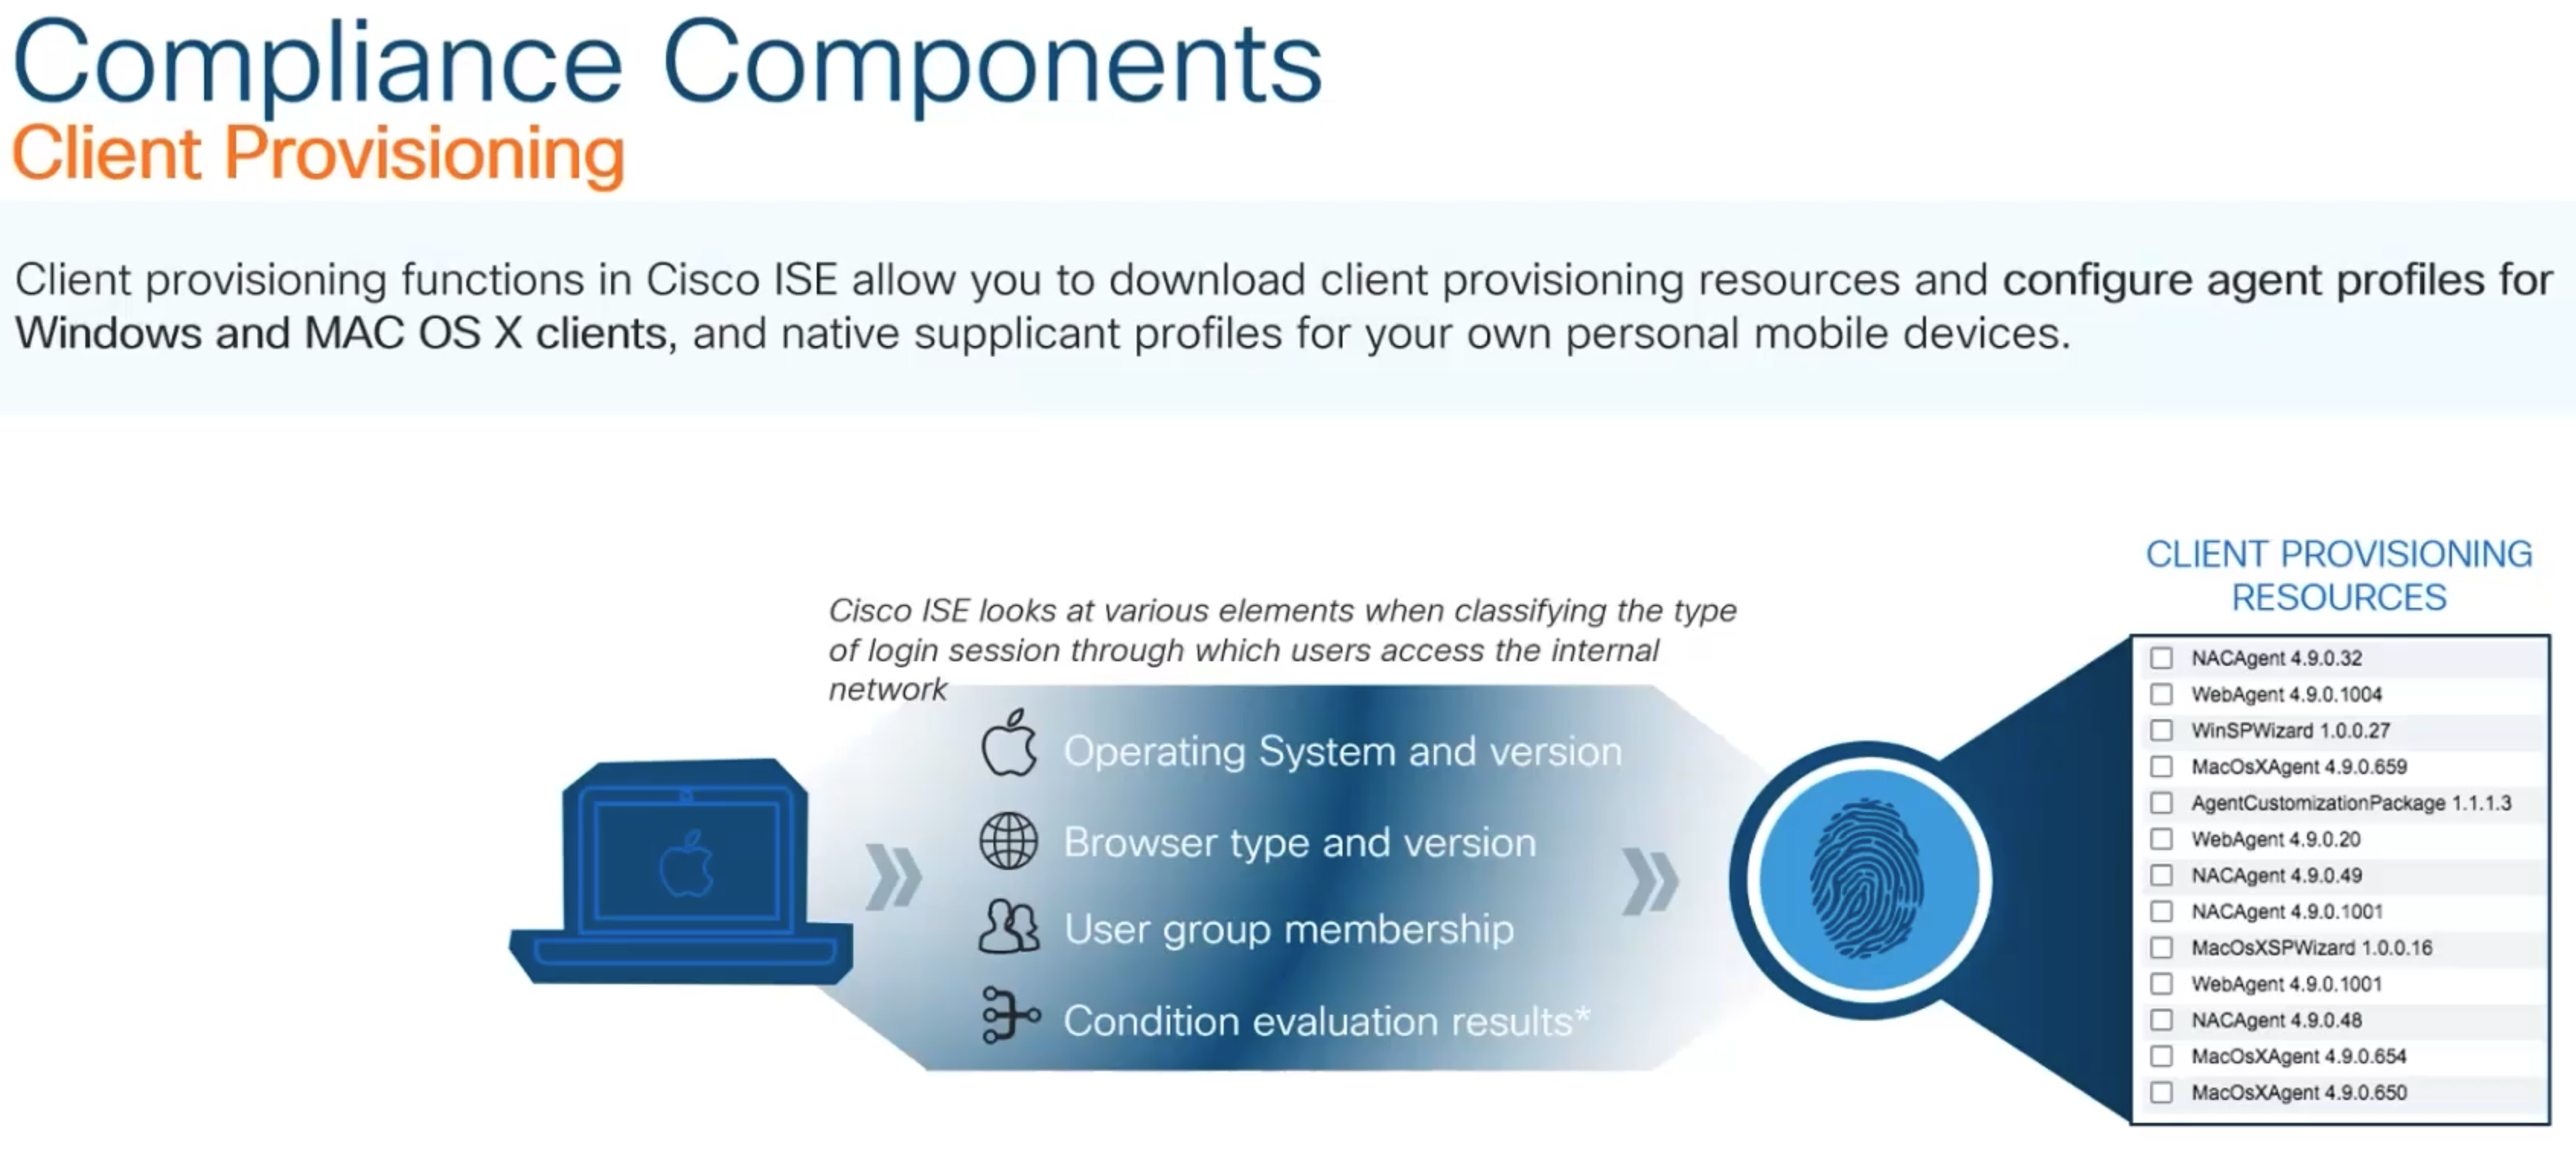 Compliance Components
Client Provisioning
Client provisioning functions in Cisco ISE allow you to download client provisioning resources and configure agent profiles for
Windows and MAC OS X clients, and native supplicant profiles for your own personal mobile devices.
Cisco ISE looks at various elements when classifying the type
of login session through which users access the internal
network
Operating System and version
Browser type and version
User group membership
Condition evaluation results*
CLIENT PROVISIONING
RESOURCES
NACAgent 4.9.0.32
WebAgent 4.9.0.1004
WinSPWizard 1.0.0.27
MacOsXAgent 4.9.0.659
AgentCustomizationPackage 1.1.1.3
WebAgent 4.9.0.20
NACAgent 4.9.0.49
NACAgent 4.9.0.1001
MacOsXSPWizard 1.0.0.16
WebAgent 4.9.0.1001
NACAgent 4.9.0.48
MacOsXAgent 4.9.0.654
MacOsXAgent 4.9.0.650